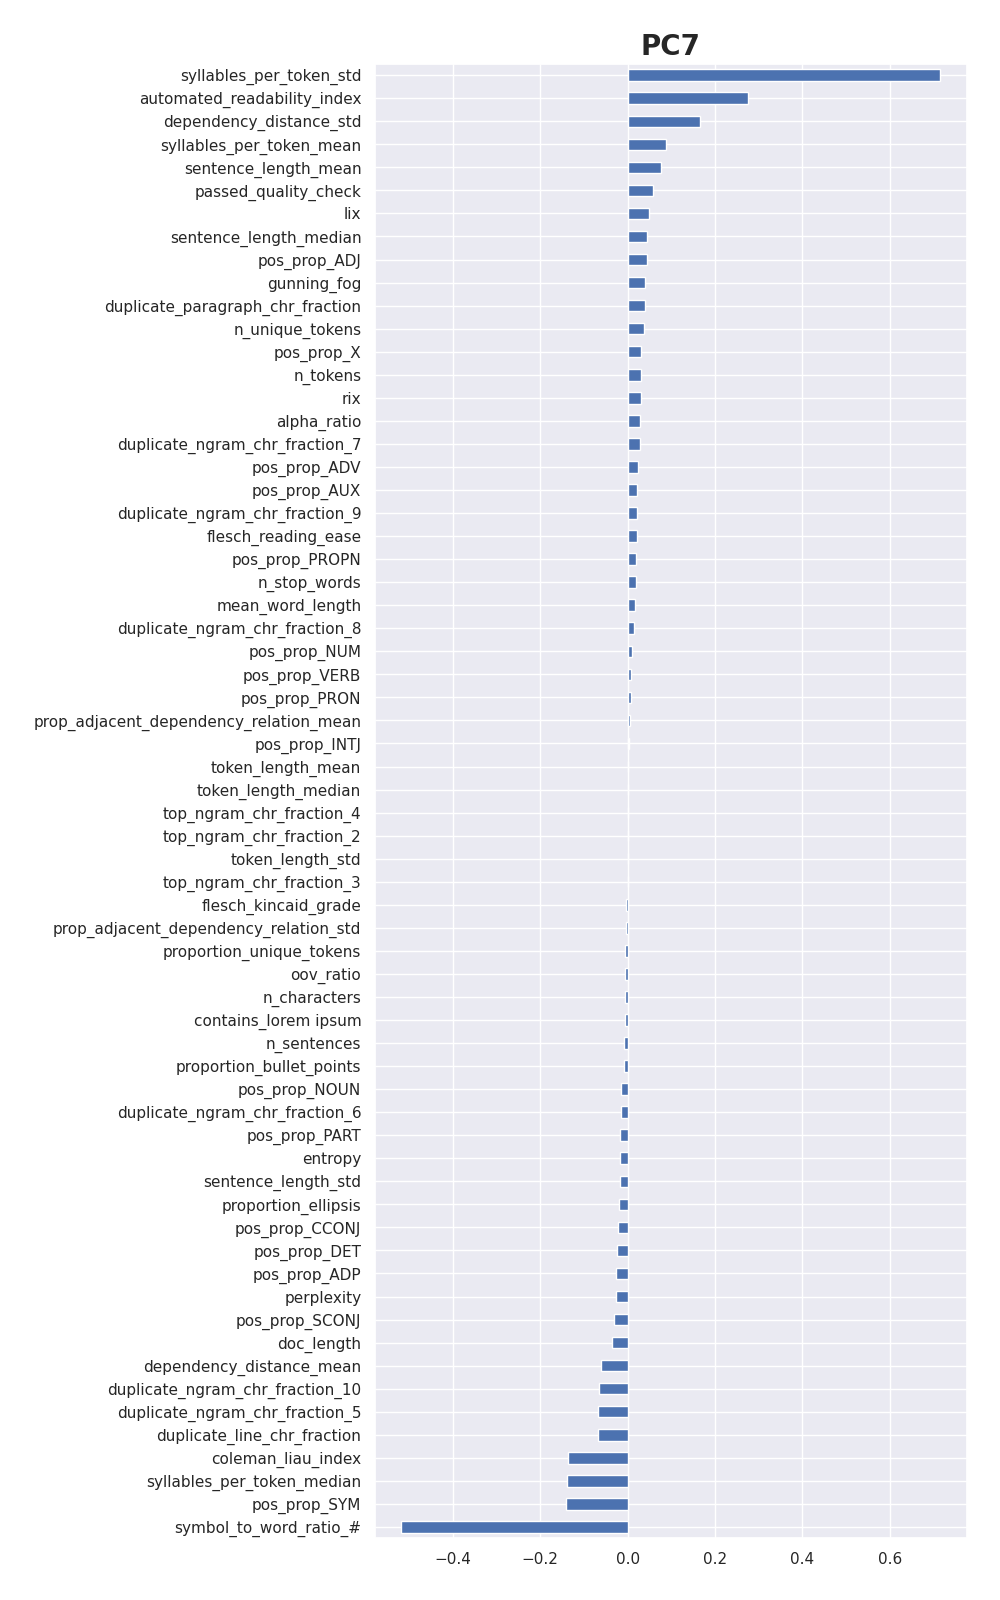 PC7
syllables_per_token_std
automated_readability_index
dependency_distance_std
syllables_per_token_mean
sentence_length_mean
passed_quality_check
lix
sentence_length_median
pos_prop_ADJ
gunning_fog
duplicate_paragraph_chr_fraction
n_unique_tokens
pos_prop_X
n_tokens
rix
alpha_ratio
duplicate_ngram_chr_fraction_7
pos_prop_ADV
pos_prop_AUX
duplicate_ngram_chr_fraction_9
flesch_reading_ease
pos_prop_PROPN
n_stop_words
mean_word_length
duplicate_ngram_chr_fraction_8
pos_prop_NUM
pos_prop_VERB
pos_prop_PRON
prop_adjacent_dependency_relation_mean
pos_prop_INTJ
token_length_mean
token_length_median
top_ngram_chr_fraction_4
top_ngram_chr_fraction_2
token_length_std
top_ngram_chr_fraction_3
flesch_kincaid_grade
prop_adjacent_dependency_relation_std
proportion_unique_tokens
oov_ratio
n_characters
contains_lorem ipsum
n_sentences
proportion_bullet_points
pos_prop_NOUN
duplicate_ngram_chr_fraction_6
pos_prop_PART
entropy
sentence_length_std
proportion_ellipsis
pos_prop_CCONJ
pos_prop_DET
pos_prop_ADP
perplexity
pos_prop_SCONJ
doc_length
dependency_distance_mean
duplicate_ngram_chr_fraction_10
duplicate_ngram_chr_fraction_5
duplicate_line_chr_fraction
coleman_liau_index
syllables_per_token_median
pos_prop_SYM
symbol_to_word_ratio_#
−0.4 −0.2 0.0 0.2 0.4 0.6